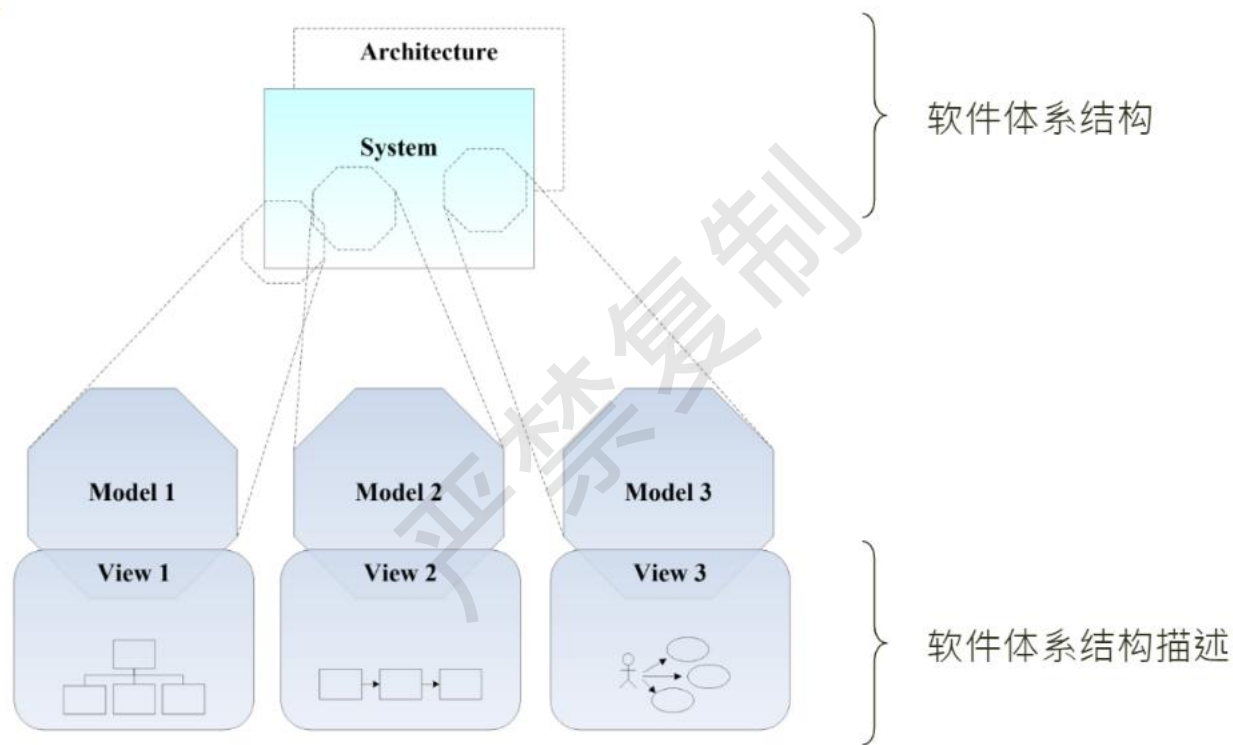 Architecture
软件体系结构
System
Model 1
Model 2
Model 3
View 1
View 2
View 3
软件体系结构描述
严禁复制